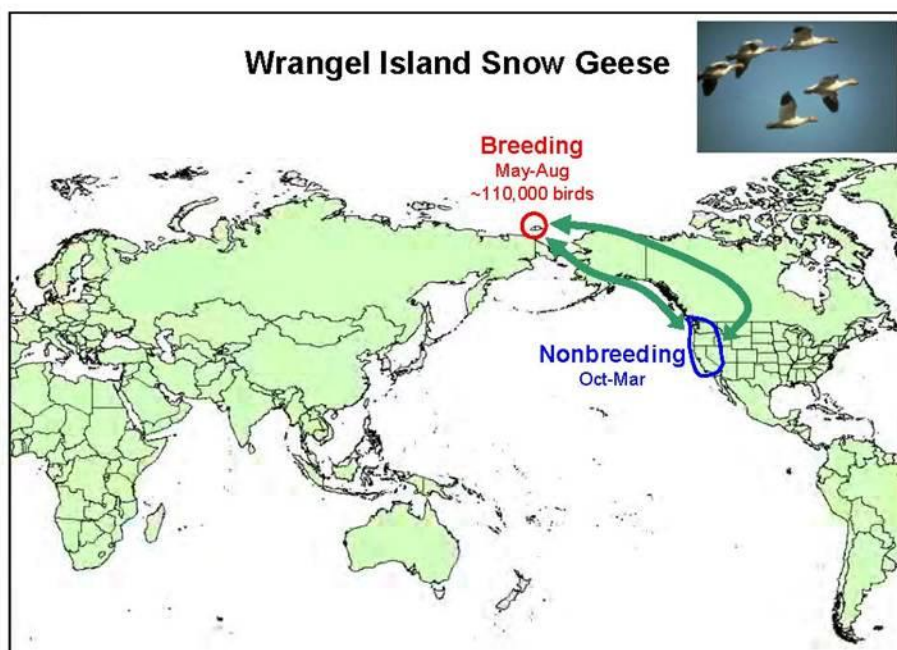 Wrangel Island Snow Geese
Breeding
May-Aug
~110,000 birds
Nonbreeding
Oct-Mar